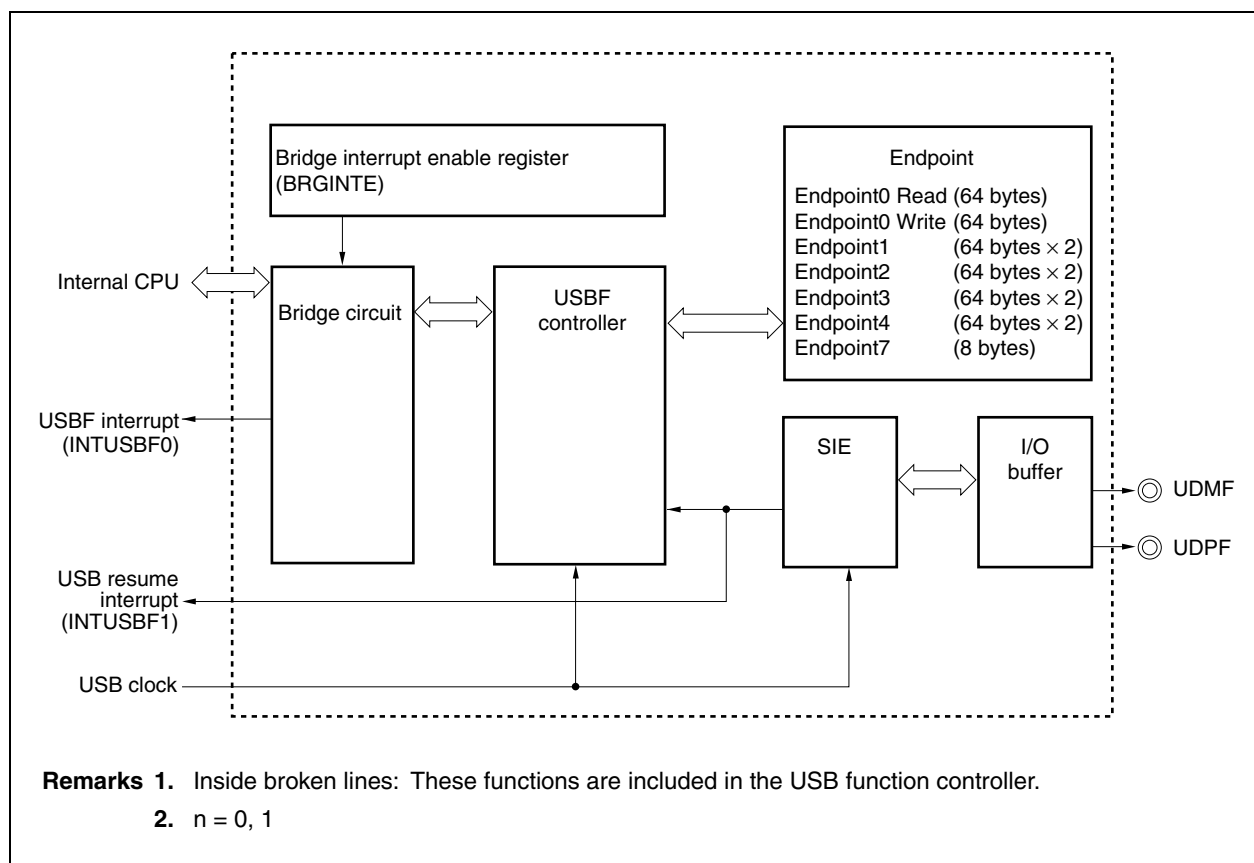 Bridge interrupt enable register
(BRGINTE)
Endpoint
Endpoint0 Read (64 bytes)
Endpoint0 Write (64 bytes)
Endpoint1 (64 bytes × 2)
Endpoint2 (64 bytes × 2)
Endpoint3 (64 bytes × 2)
Endpoint4 (64 bytes × 2)
Endpoint7 (8 bytes)
Internal CPU
Bridge circuit
USBF
controller
USBF interrupt
(INTUSBF0)
SIE
I/O
buffer
UDMF
UDPF
USB resume
interrupt
(INTUSBF1)
USB clock
Remarks 1. Inside broken lines: These functions are included in the USB function controller.
2. n = 0, 1